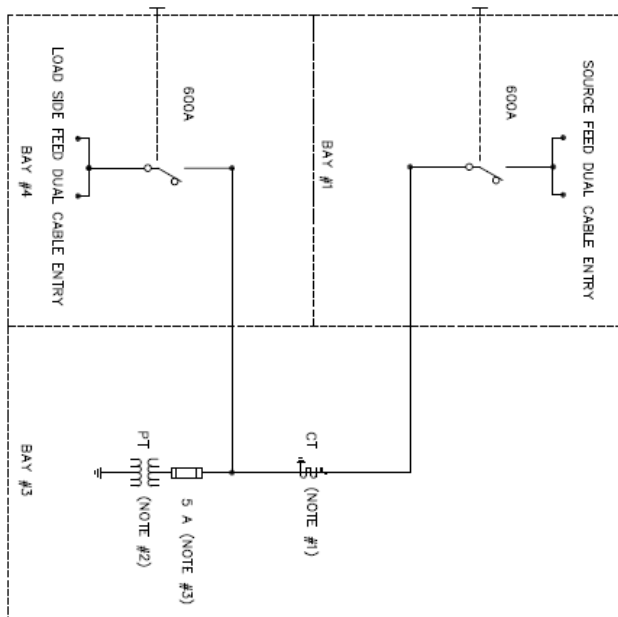 SOURCE FEED DUAL CABLE ENTRY
600A
BAY #1
600A
LOAD SIDE FEED DUAL CABLE ENTRY
BAY #4
CT
(NOTE #1)
5 A (NOTE #3)
PT
(NOTE #2)
BAY #3